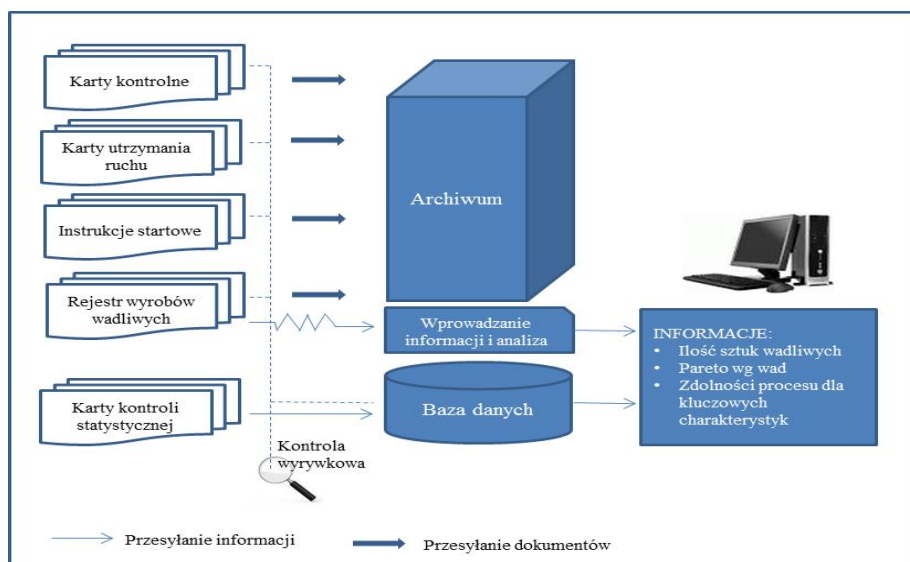 Karty kontrolne
Karty utrzymania
ruchu
Instrukcje startowe
Rejestr wyrobów
wadliwych
Karty kontroli
statystycznej
Archiwum
Wprowadzanie
informacji i analiza
Baza danych
INFORMACJE:
• Ilość sztuk wadliwych
• Pareto wg wad
• Zdolności procesu dla
kluczowych
charakterystyk
Kontrola
wyrywkowa
Przesyłanie informacji
Przesyłanie dokumentów